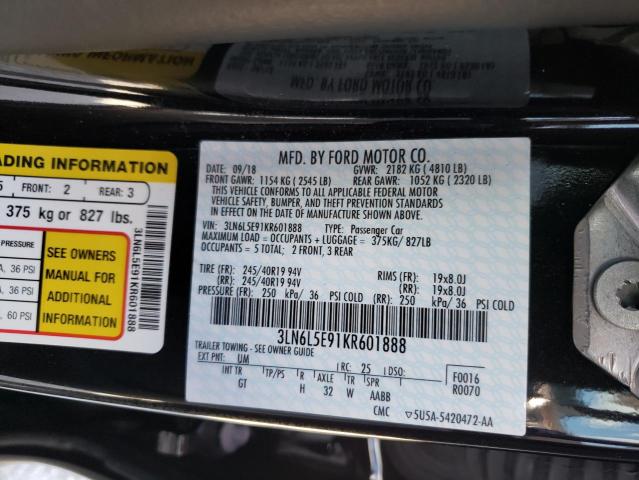 ADING INFORMATION
5 FRONT: 2 REAR: 3
375 kg or 827 lbs.
PRESSURE
SEE OWNERS
MANUAL FOR
ADDITIONAL
INFORMATION
A, 36 PSI
A, 36 PSI
A, 60 PSI
3LN6L5E91KR601888
MFD. BY FORD MOTOR CO.
09/18 GVWR: 2182 KG ( 4810 LB)
FRONT GAWR: 1154 KG ( 2545 LB) REAR GAWR: 1052 KG ( 2320 LB)
THIS VEHICLE CONFORMS TO ALL APPLICABLE FEDERAL MOTOR
VEHICLE SAFETY, BUMPER, AND THEFT PREVENTION STANDARDS
IN EFFECT ON THE DATE OF MANUFACTURE SHOWN ABOVE.
VIN: 3LN6L5E91KR601888 TYPE: Passenger Car
MAXIMUM LOAD = OCCUPANTS + LUGGAGE = 375KG/ 827LB
OCCUPANTS = 5 TOTAL: 2 FRONT, 3 REAR
TIRE (FR): 245/40R19 94V RIMS (FR): 19x8.0J
(RR): 245/40R19 94V (RR): 19x8.0J
PRESSURE (FR): 250 kPa/ 36 PSI COLD (RR): 250 kPa/ 36 PSI COLD
3LN6L5E91KR601888
TRAILER TOWING - SEE OWNER GUIDE
EXT PNT: UM RC: 25 DSO: F0016
INT TR TP/PS R AXLE TR SPR R0070
GT H 32 W AABB
CMC 5U5A-5420472-AA